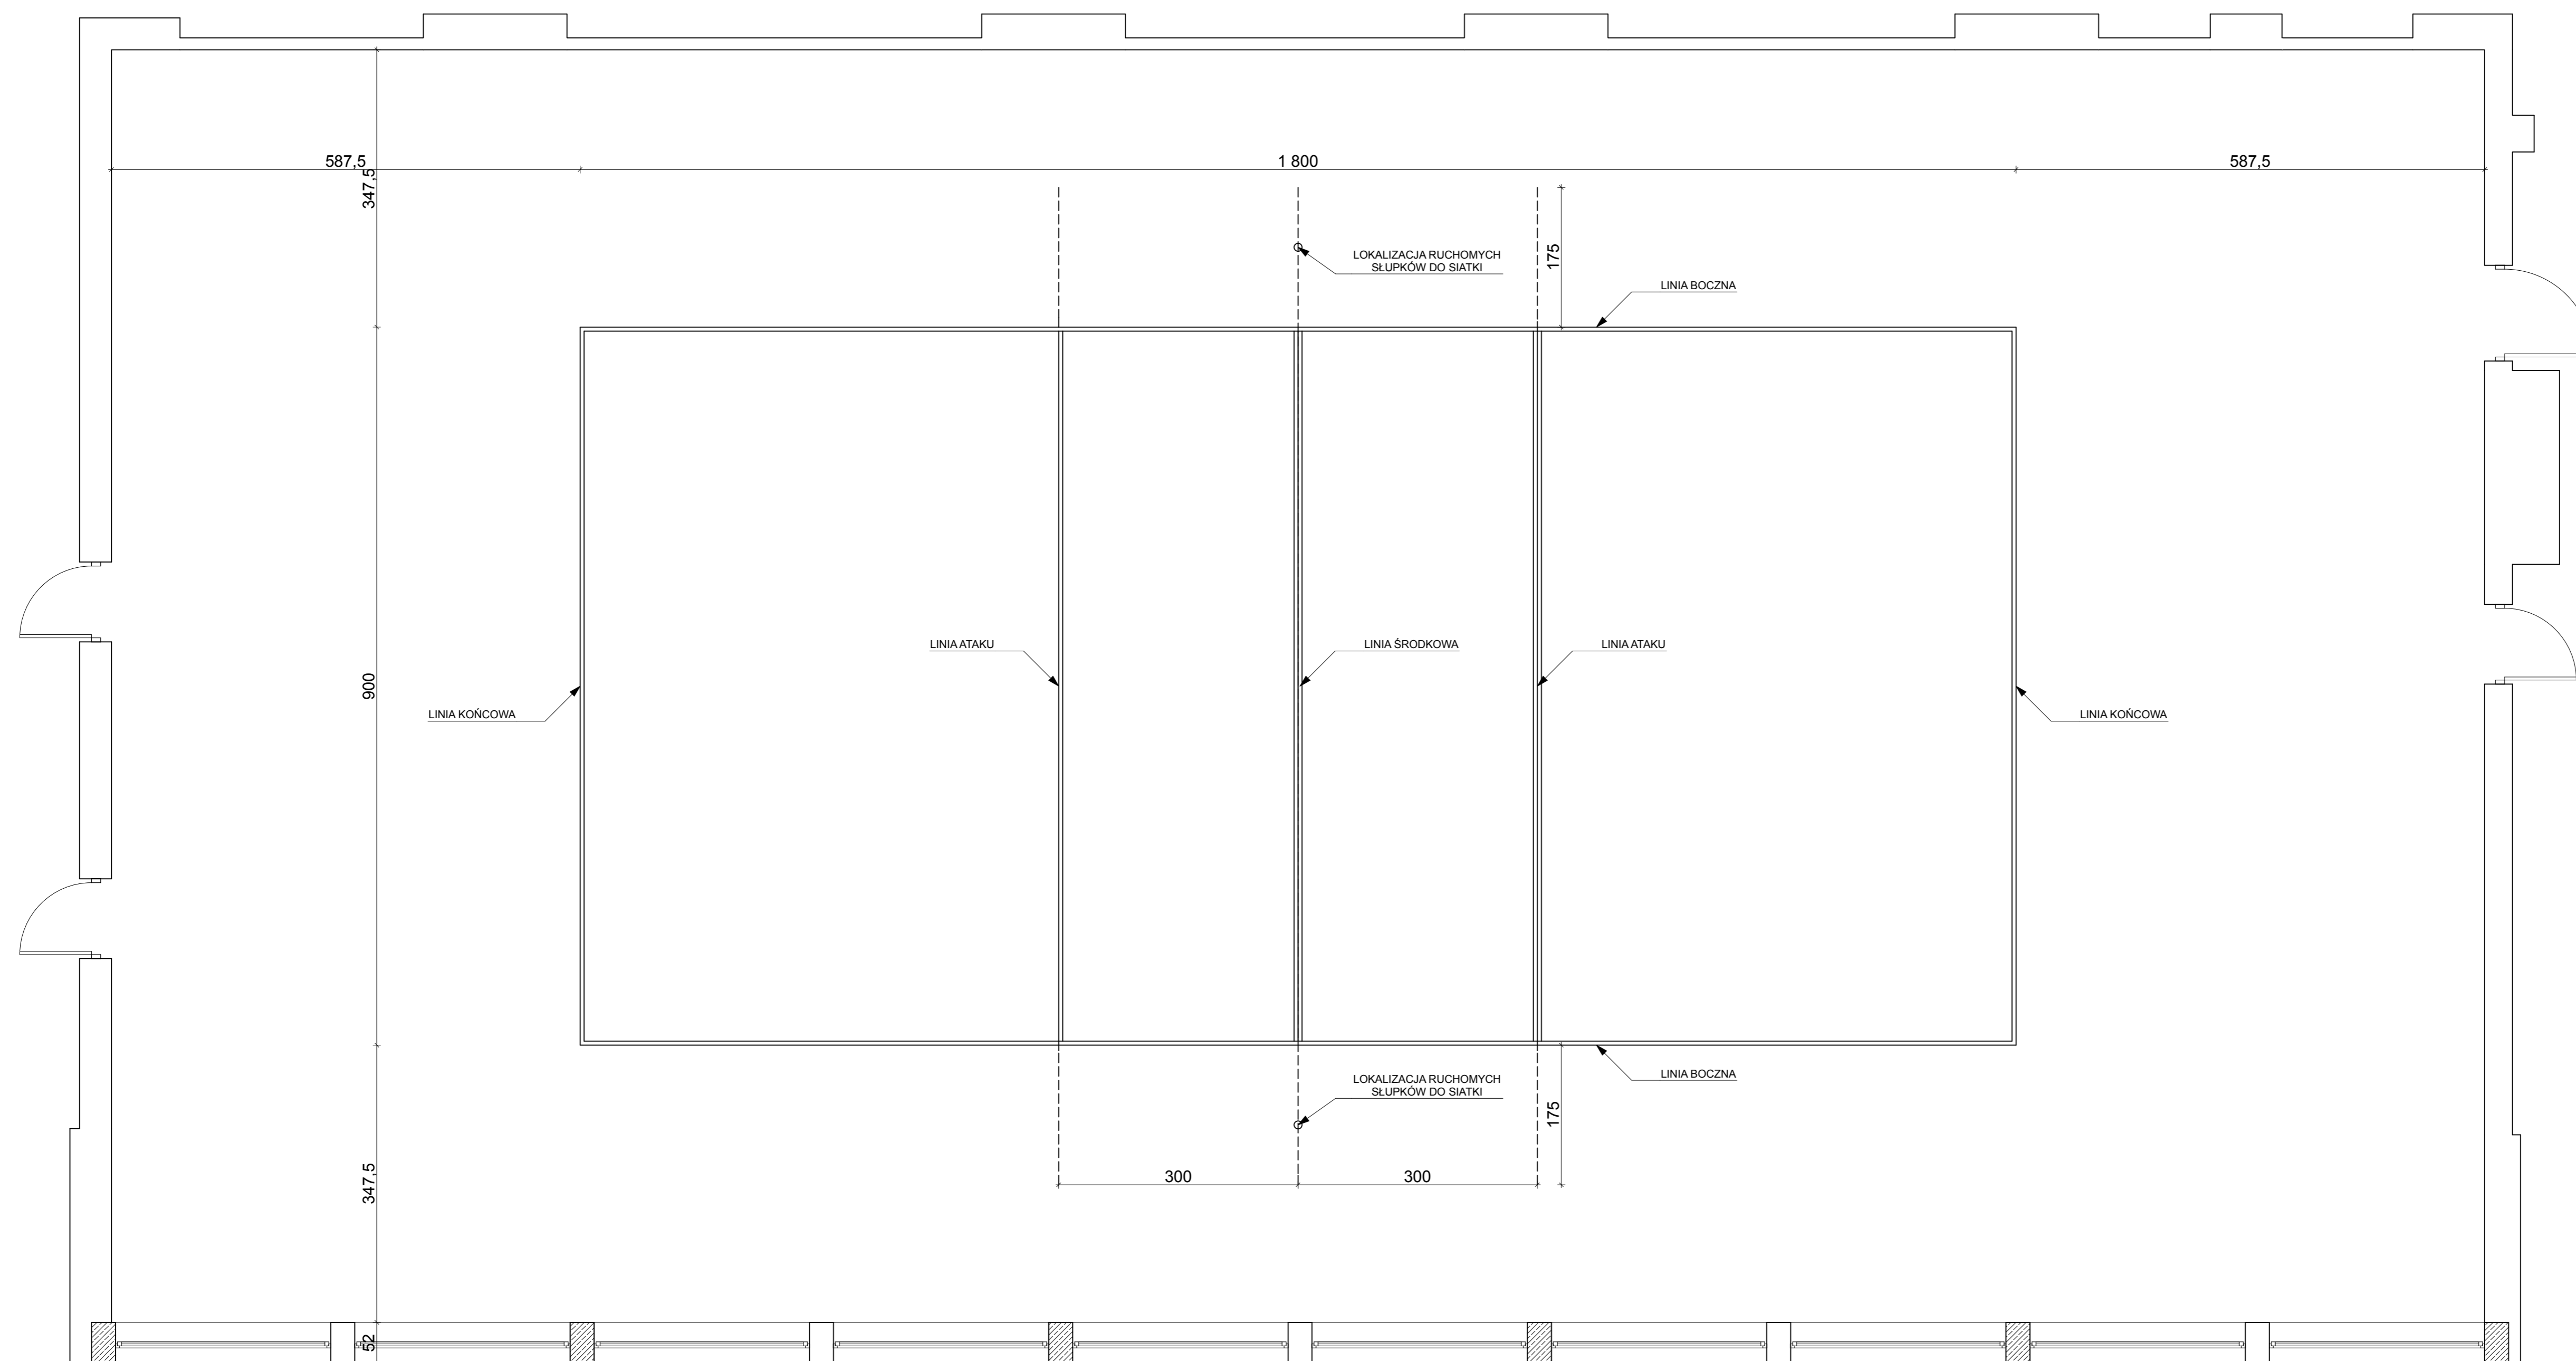 587,5
1 800
587,5
347,5
175
LOKALIZACJA RUCHOMYCH
SŁUPKÓW DO SIATKI
LINIA BOCZNA
LINIA ATAKU
LINIA ŚRODKOWA
LINIA ATAKU
900
LINIA KOŃCOWA
LINIA KOŃCOWA
LOKALIZACJA RUCHOMYCH
SŁUPKÓW DO SIATKI
LINIA BOCZNA
175
347,5
300
300
52